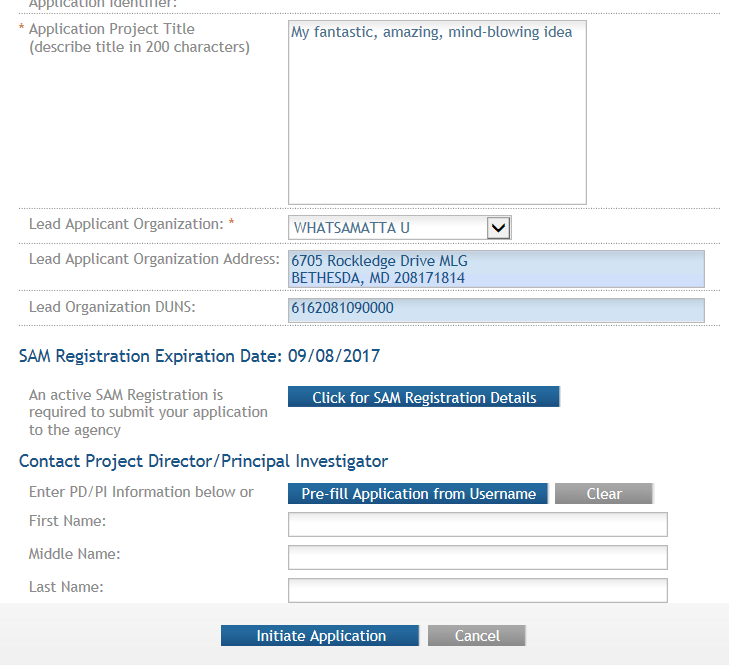 Application Identifier:
* Application Project Title
(describe title in 200 characters)
My fantastic, amazing, mind-blowing idea
Lead Applicant Organization: *
WHATSAMATTA U
Lead Applicant Organization Address:
6705 Rockledge Drive MLG
BETHESDA, MD 208171814
Lead Organization DUNS:
6162081090000
SAM Registration Expiration Date: 09/08/2017
An active SAM Registration is
required to submit your application
to the agency
Click for SAM Registration Details
Contact Project Director/Principal Investigator
Enter PD/PI Information below or
Pre-fill Application from Username
Clear
First Name:
Middle Name:
Last Name:
Initiate Application
Cancel